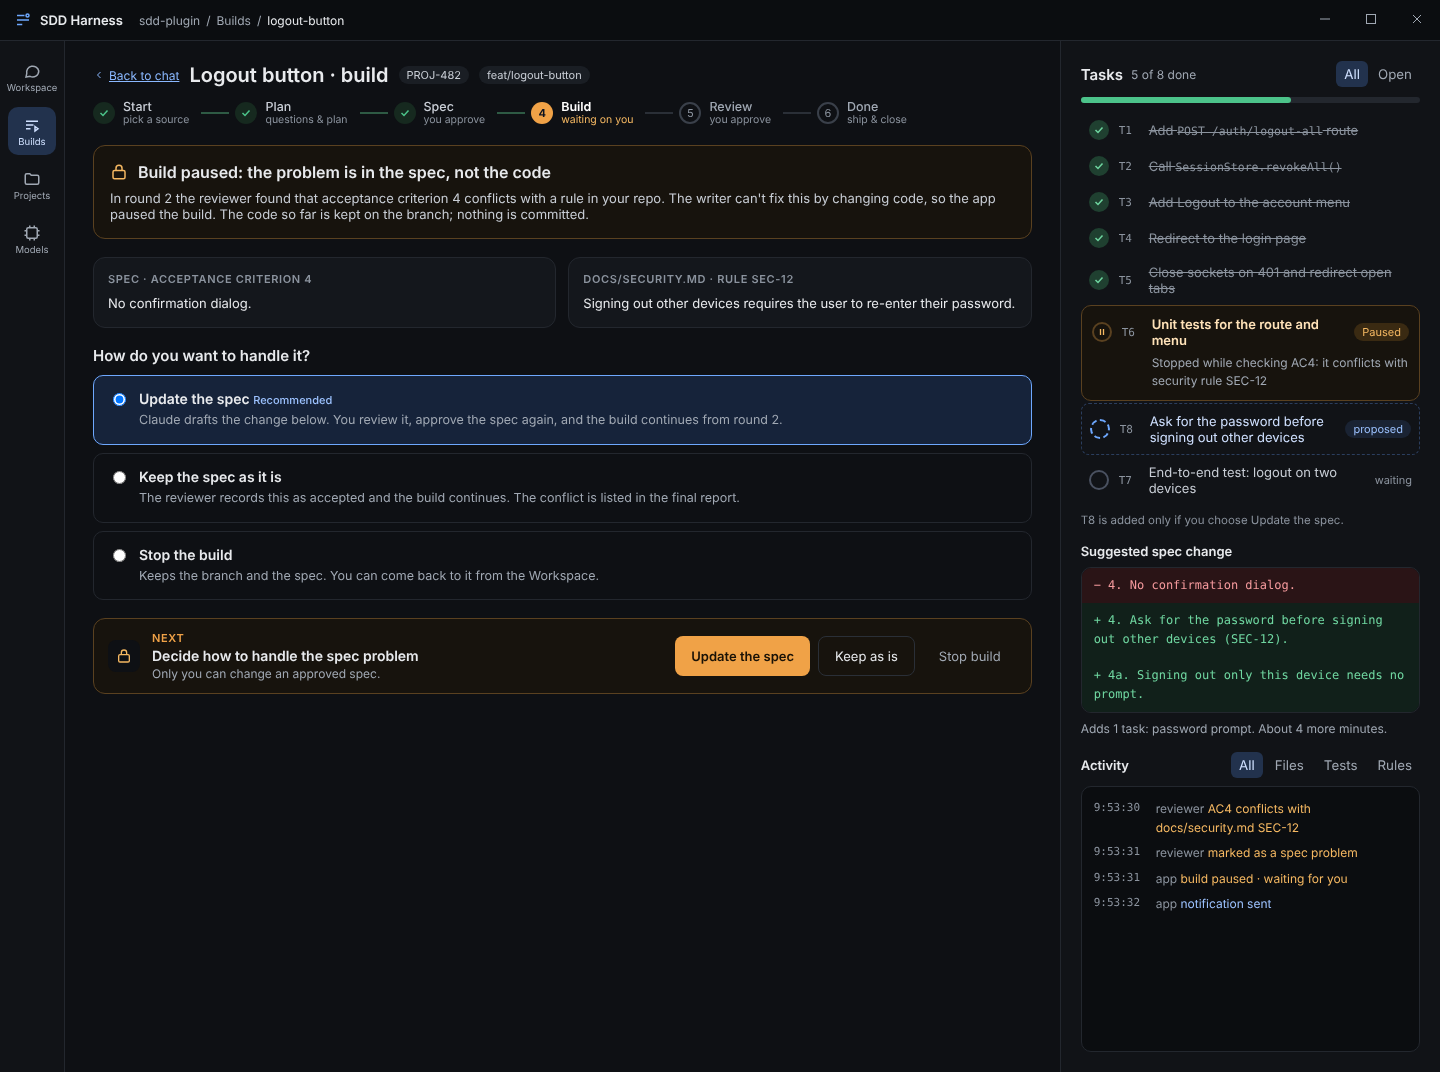 SDD Harness
sdd-plugin / Builds / logout-button
Workspace
Builds
Projects
Models
Back to chat
Logout button · build
PROJ-482
feat/logout-button
Start
pick a source
Plan
questions & plan
Spec
you approve
4
Build
waiting on you
5
Review
you approve
6
Done
ship & close
Build paused: the problem is in the spec, not the code
In round 2 the reviewer found that acceptance criterion 4 conflicts with a rule in your repo. The writer can't fix this by changing code, so the app
paused the build. The code so far is kept on the branch; nothing is committed.
SPEC · ACCEPTANCE CRITERION 4
No confirmation dialog.
DOCS/SECURITY.MD · RULE SEC-12
Signing out other devices requires the user to re-enter their password.
How do you want to handle it?
Update the spec Recommended
Claude drafts the change below. You review it, approve the spec again, and the build continues from round 2.
Keep the spec as it is
The reviewer records this as accepted and the build continues. The conflict is listed in the final report.
Stop the build
Keeps the branch and the spec. You can come back to it from the Workspace.
NEXT
Decide how to handle the spec problem
Only you can change an approved spec.
Update the spec
Keep as is
Stop build
Tasks 5 of 8 done
All
Open
T1 Add POST /auth/logout-all route
T2 Call SessionStore.revokeAll()
T3 Add Logout to the account menu
T4 Redirect to the login page
T5 Close sockets on 401 and redirect open
tabs
T6 Unit tests for the route and
menu
Paused
Stopped while checking AC4: it conflicts with
security rule SEC-12
T8 Ask for the password before
signing out other devices
proposed
T7 End-to-end test: logout on two
devices
waiting
T8 is added only if you choose Update the spec.
Suggested spec change
− 4. No confirmation dialog.
+ 4. Ask for the password before signing
out other devices (SEC-12).
+ 4a. Signing out only this device needs no
prompt.
Adds 1 task: password prompt. About 4 more minutes.
Activity
All
Files
Tests
Rules
9:53:30 reviewer AC4 conflicts with
docs/security.md SEC-12
9:53:31 reviewer marked as a spec problem
9:53:31 app build paused · waiting for you
9:53:32 app notification sent